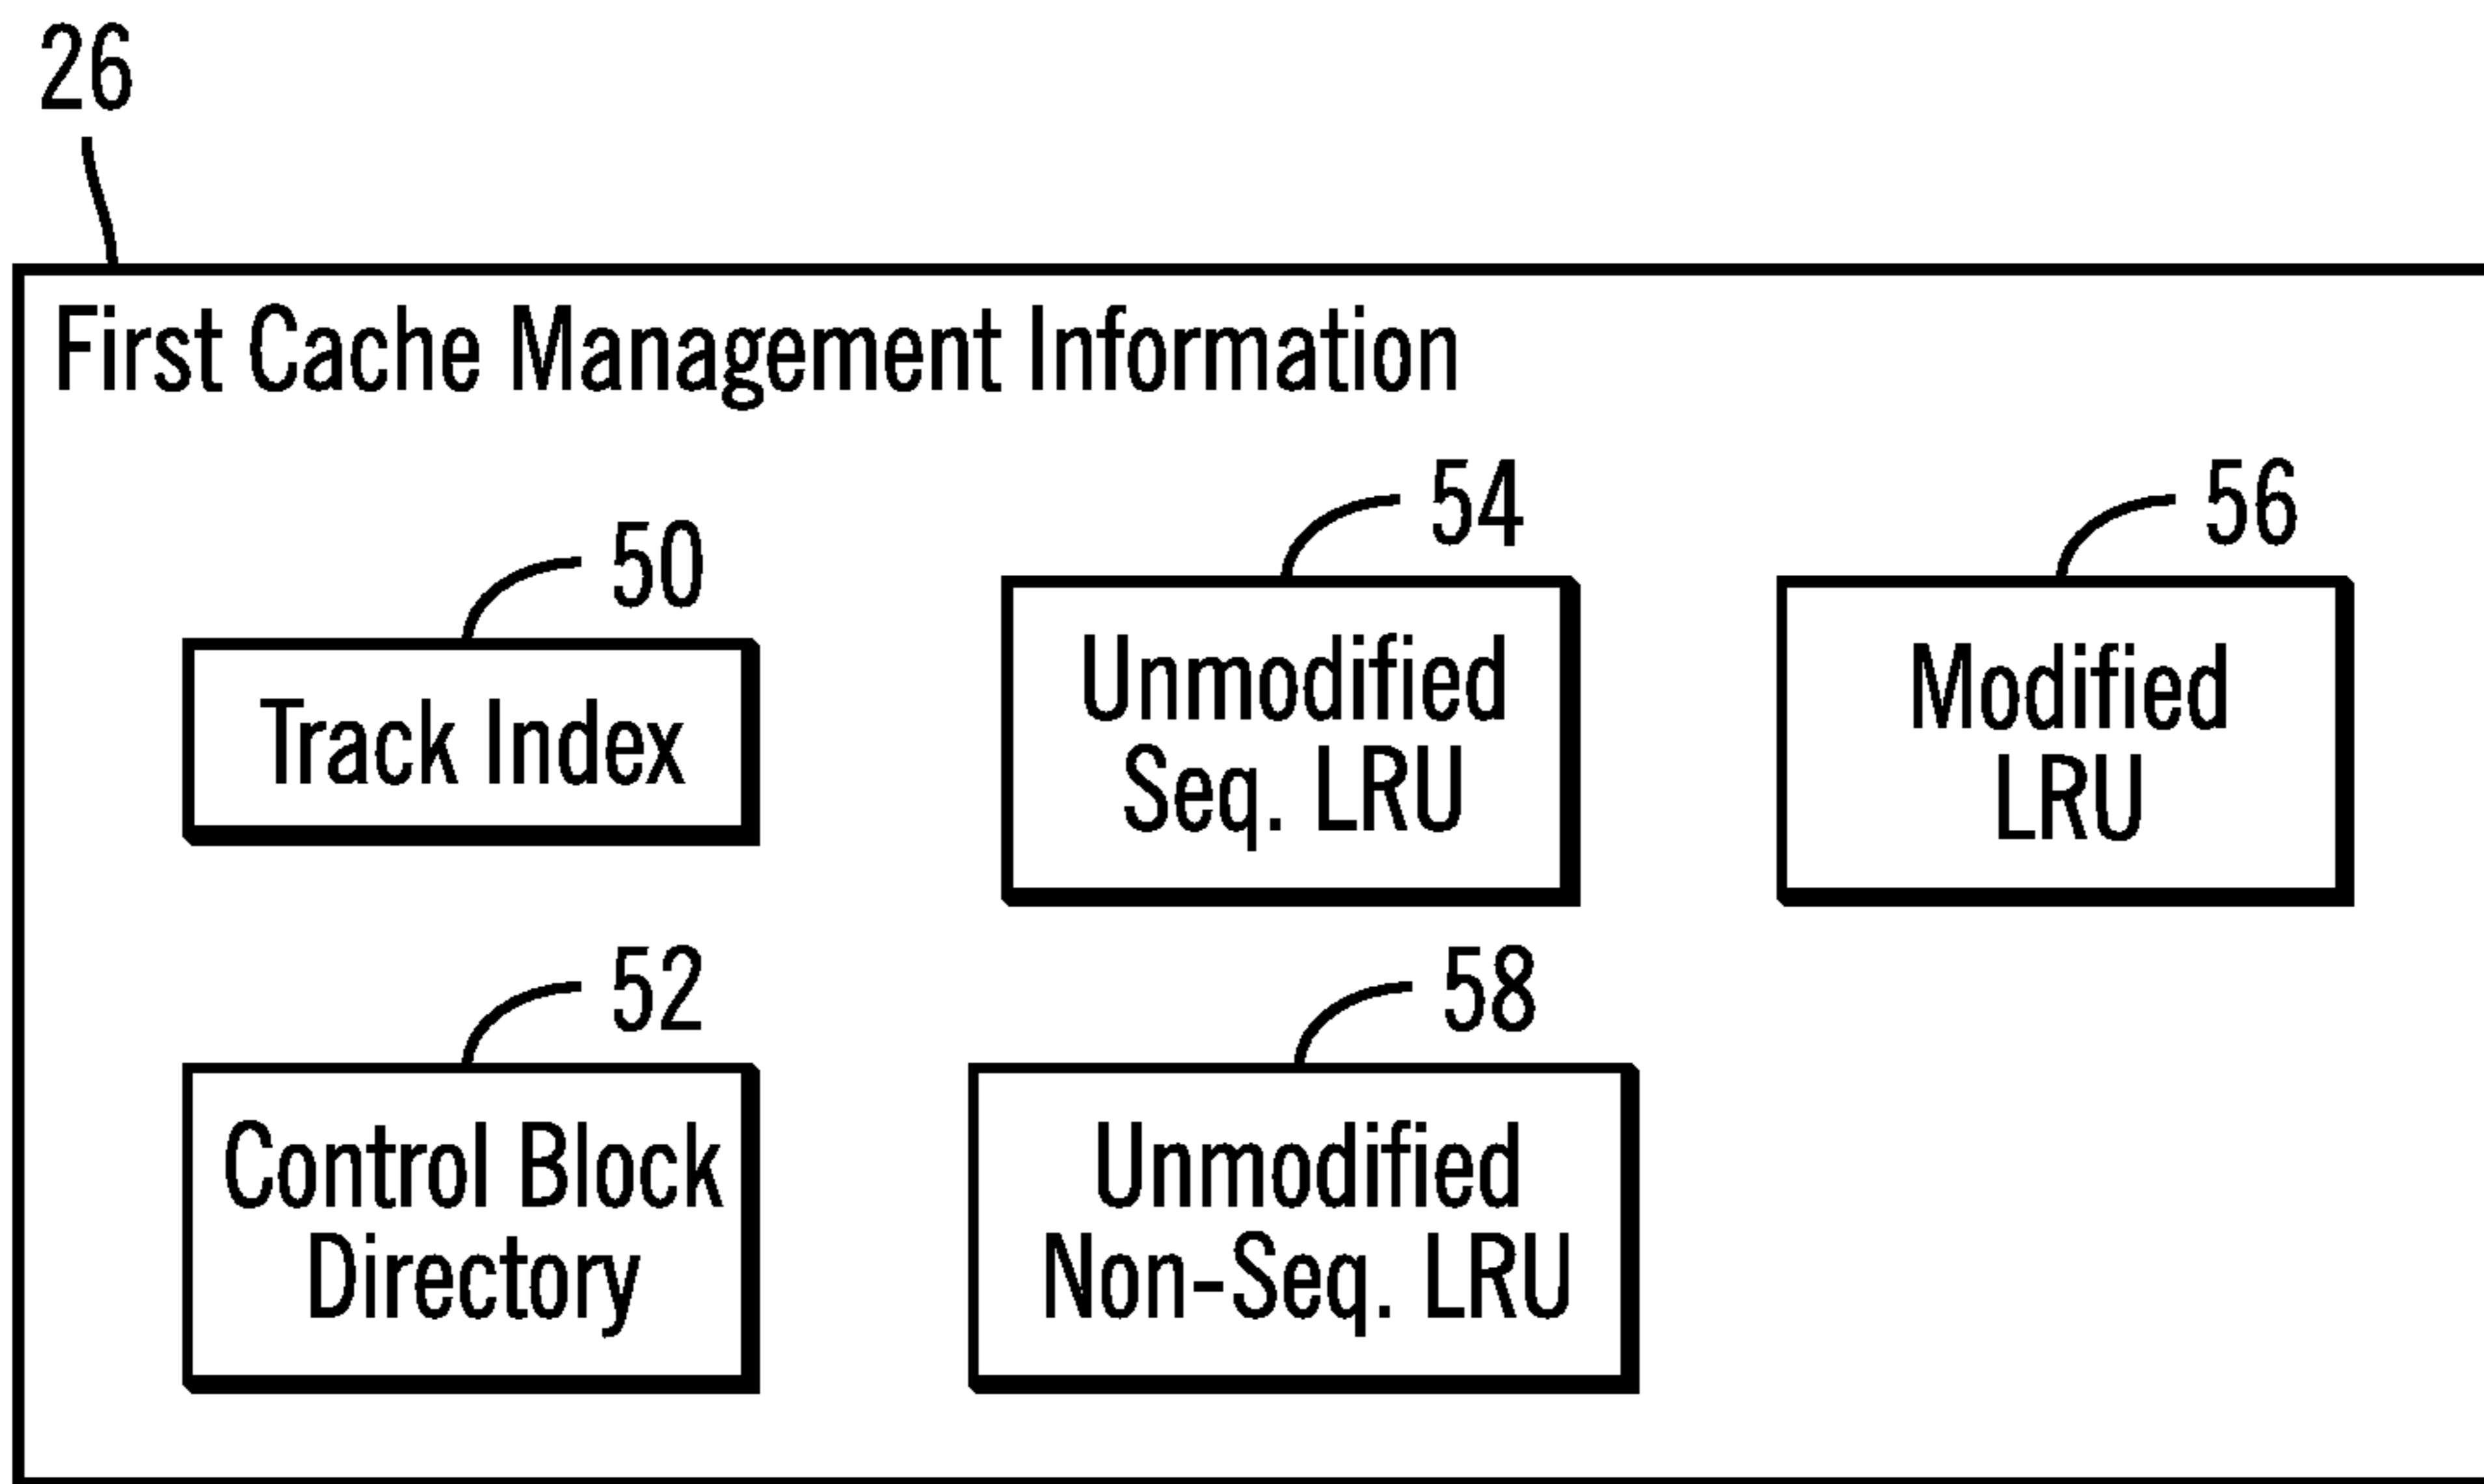 26
First Cache Management Information
50
Track Index
54
Unmodified
Seq. LRU
56
Modified
LRU
52
Control Block
Directory
58
Unmodified
Non-Seq. LRU